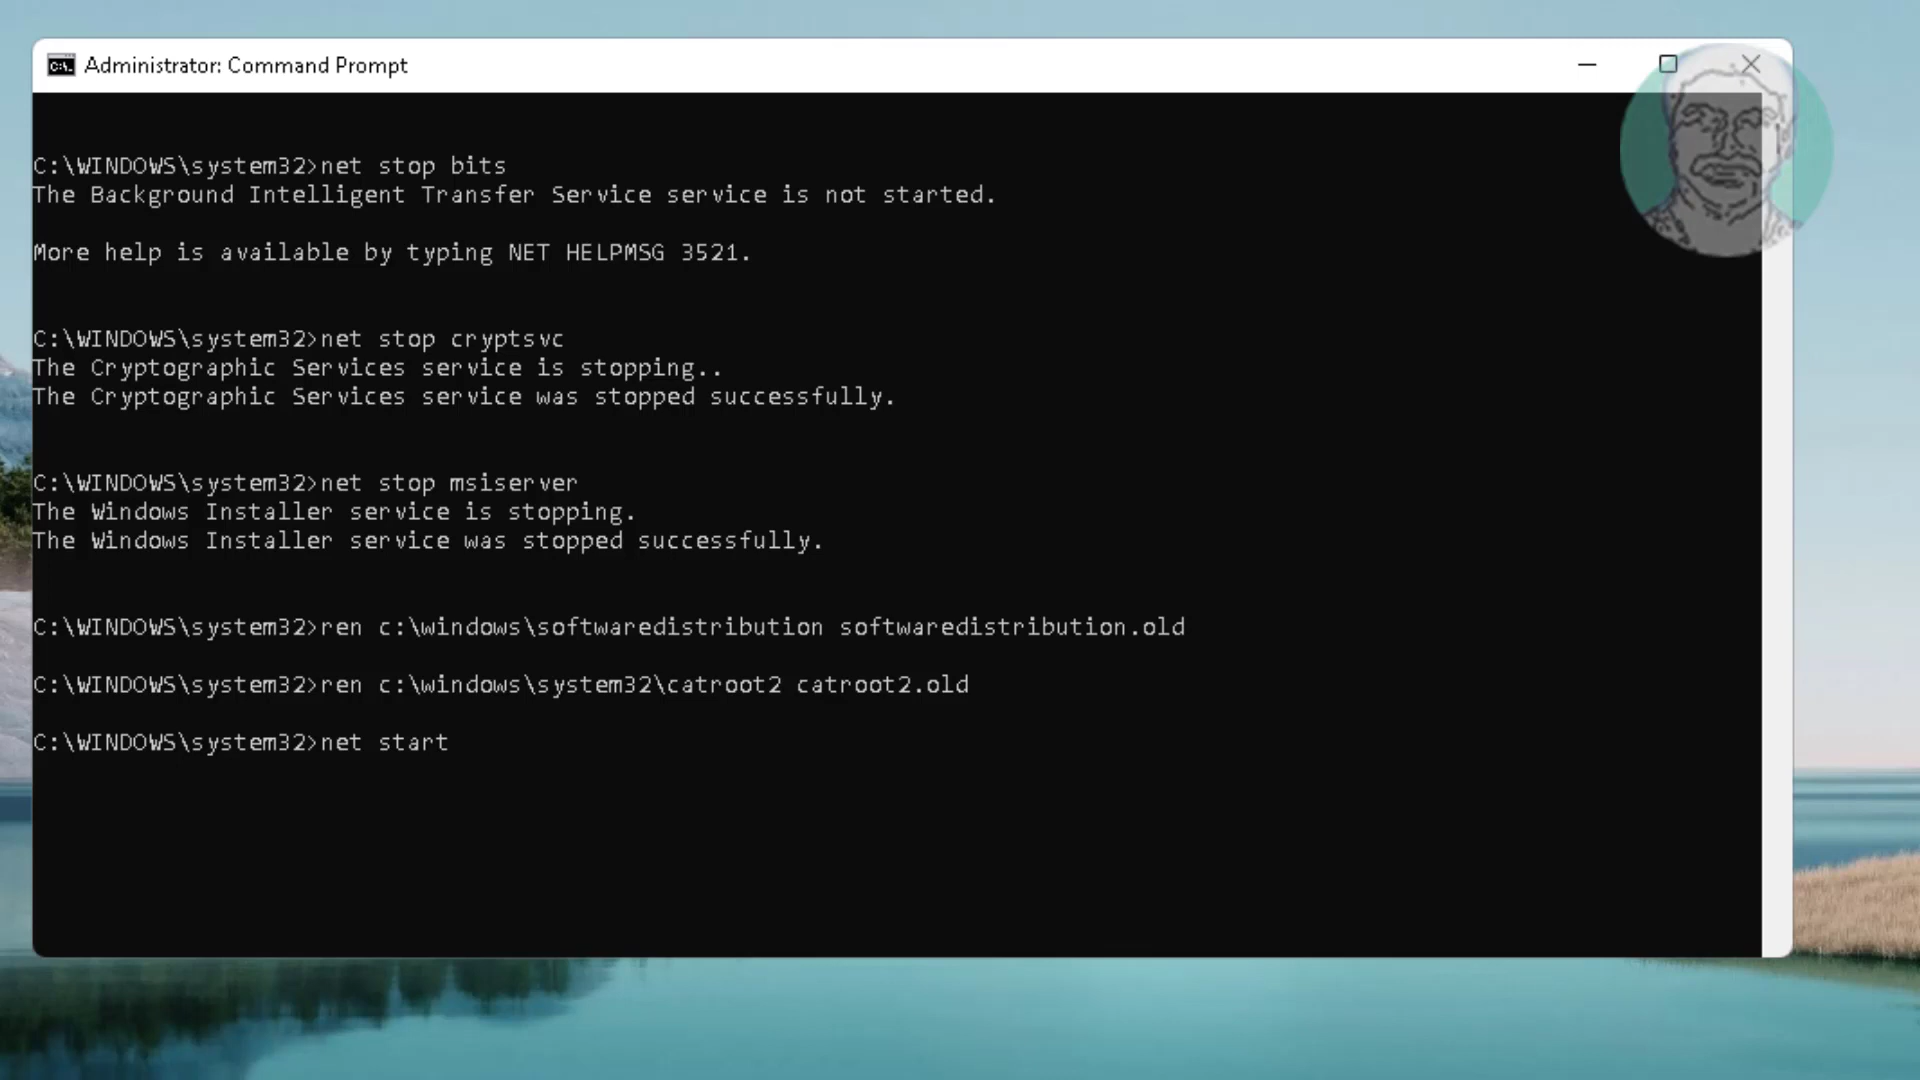 Administrator: Command Prompt
C:\WINDOWS\system32>net stop bits
The Background Intelligent Transfer Service service is not started.
More help is available by typing NET HELPMSG 3521.
C:\WINDOWS\system32>net stop cryptsvc
The Cryptographic Services service is stopping..
The Cryptographic Services service was stopped successfully.
C:\WINDOWS\system32>net stop msiserver
The Windows Installer service is stopping.
The Windows Installer service was stopped successfully.
C:\WINDOWS\system32>ren c:\windows\softwaredistribution softwaredistribution.old
C:\WINDOWS\system32>ren c:\windows\system32\catroot2 catroot2.old
C:\WINDOWS\system32>net start